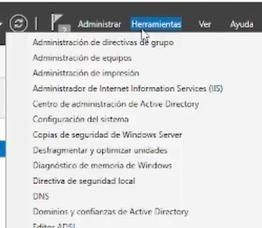 Administrar Herramientas Ver Ayuda
Administración de directivas de grupo
Administración de equipos
Administración de impresión
Administrador de Internet Information Services (IIS)
Centro de administración de Active Directory
Configuración del sistema
Copias de seguridad de Windows Server
Desfragmentar y optimizar unidades
Diagnóstico de memoria de Windows
Directiva de seguridad local
DNS
Dominios y confianzas de Active Directory
Editor ADSI